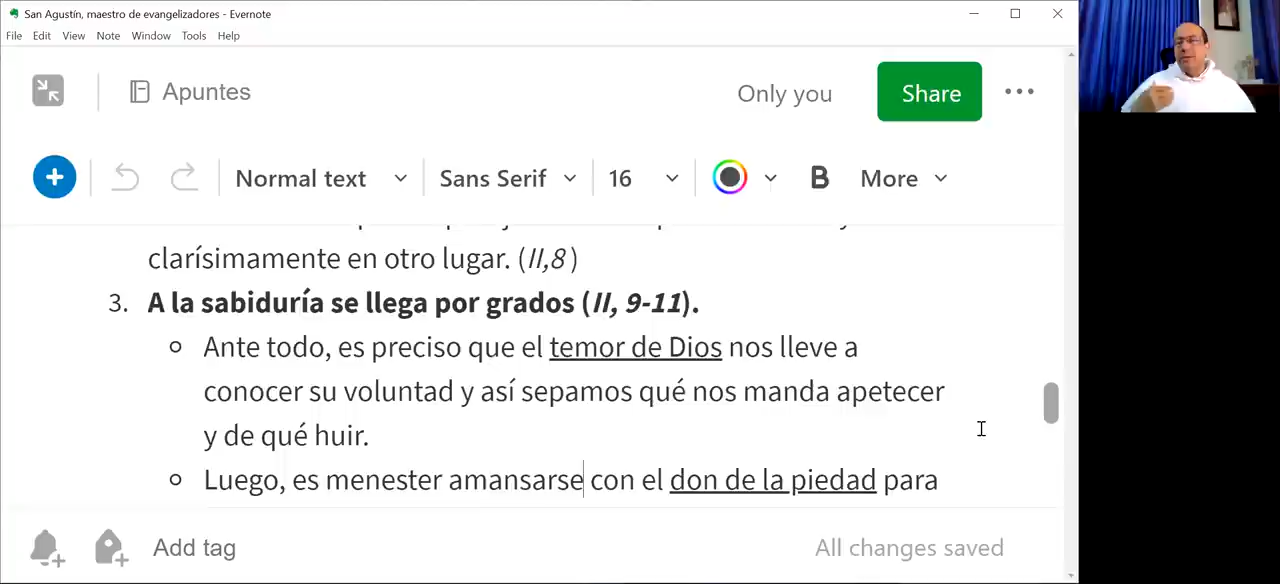 San Agustín, maestro de evangelizadores - Evernote
File Edit View Note Window Tools Help
Apuntes
Only you
Share
Normal text
Sans Serif
16
B
More
clarísimamente en otro lugar. (II,8 )
3. A la sabiduría se llega por grados (II, 9-11).
Ante todo, es preciso que el temor de Dios nos lleve a
conocer su voluntad y así sepamos qué nos manda apetecer
y de qué huir.
Luego, es menester amansarse con el don de la piedad para
Add tag
All changes saved